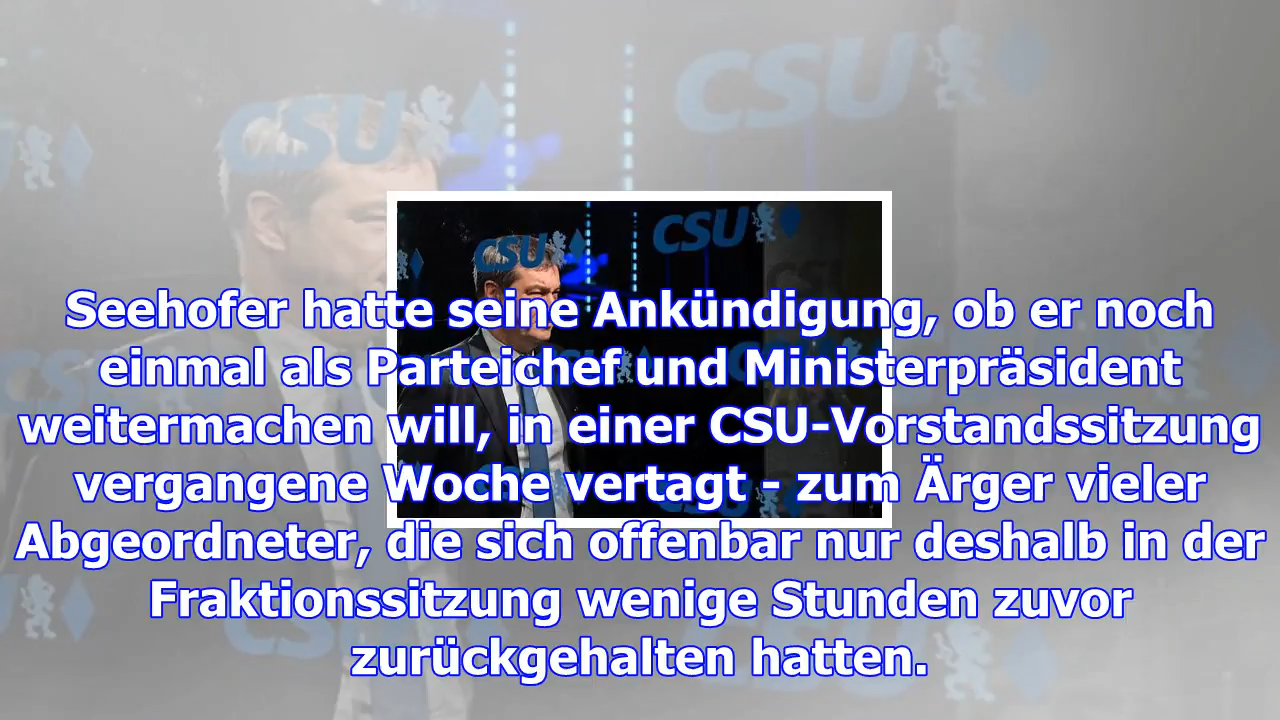 CSU
CSU
CSU
CSU
Seehofer hatte seine Ankündigung, ob er noch
einmal als Parteichef und Ministerpräsident
weitermachen will, in einer CSU-Vorstandssitzung
vergangene Woche vertagt - zum Ärger vieler
Abgeordneter, die sich offenbar nur deshalb in der
Fraktionssitzung wenige Stunden zuvor
zurückgehalten hatten.